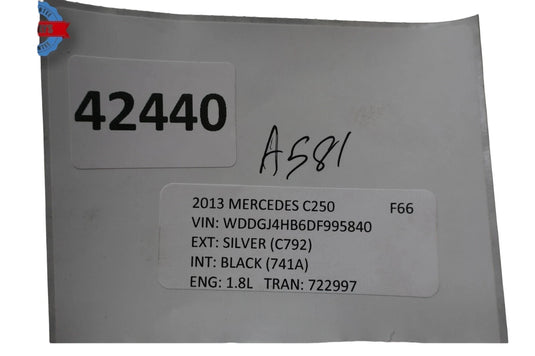 42440
A581
2013 MERCEDES C250 F66
VIN: WDDGJ4HB6DF995840
EXT: SILVER (C792)
INT: BLACK (741A)
ENG: 1.8L TRAN: 722997